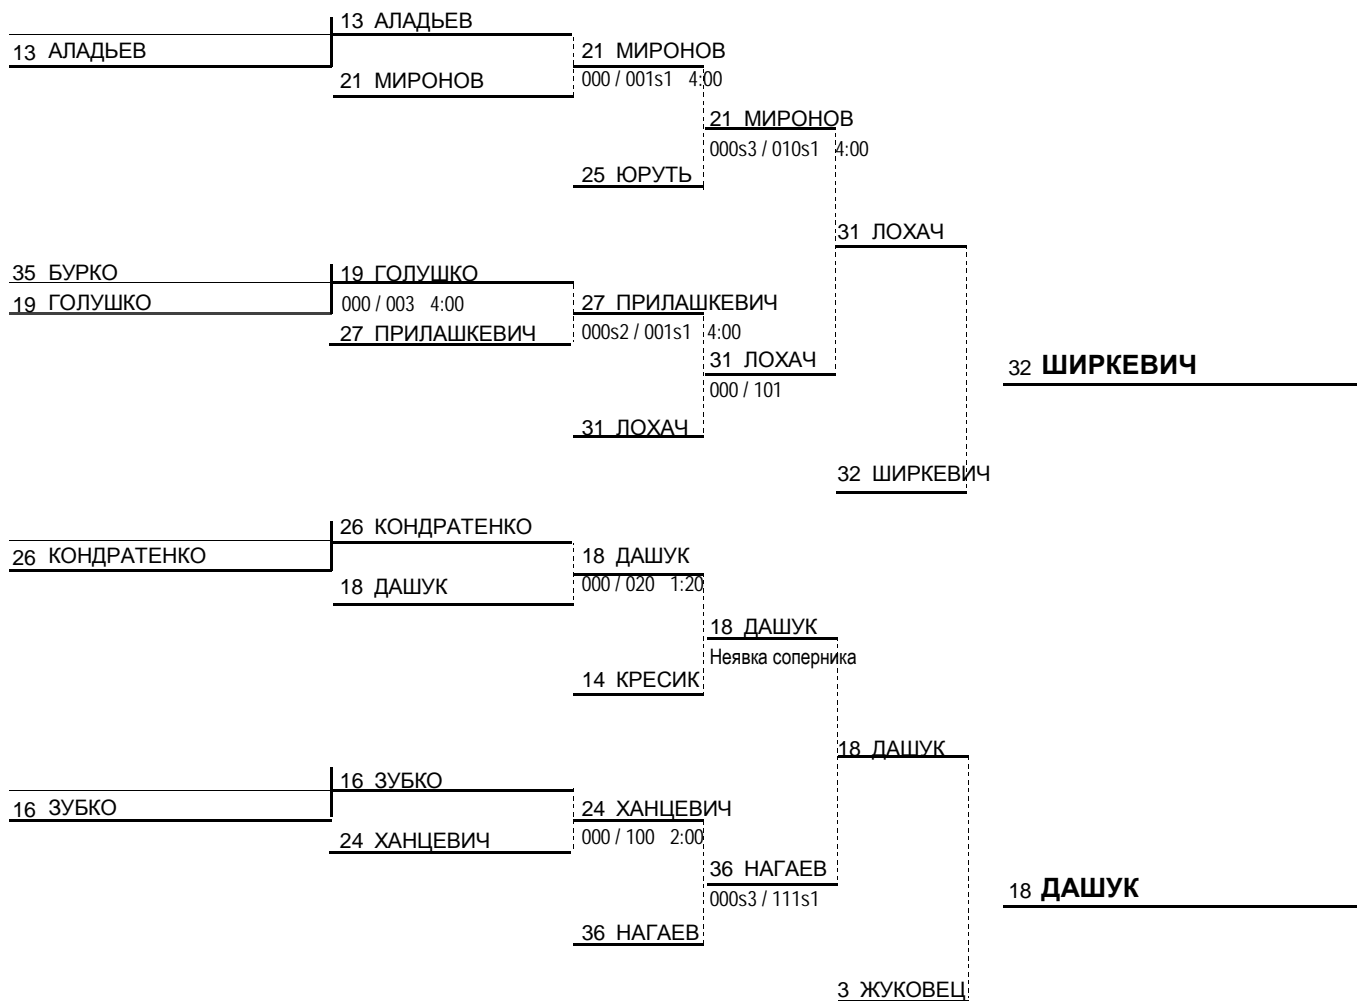 13 АЛАДЬЕВ
13 АЛАДЬЕВ
21 МИРОНОВ
21 МИРОНОВ
000 / 001s1 4:00
21 МИРОНОВ
000s3 / 010s1 4:00
25 ЮРУТЬ
31 ЛОХАЧ
35 БУРКО
19 ГОЛУШКО
19 ГОЛУШКО
000 / 003 4:00
27 ПРИЛАШКЕВИЧ
27 ПРИЛАШКЕВИЧ
000s2 / 001s1 4:00
31 ЛОХАЧ
000 / 101
32 ШИРКЕВИЧ
31 ЛОХАЧ
32 ШИРКЕВИЧ
26 КОНДРАТЕНКО
26 КОНДРАТЕНКО
18 ДАШУК
18 ДАШУК
000 / 020 1:20
18 ДАШУК
Неявка соперника
14 КРЕСИК
18 ДАШУК
16 ЗУБКО
16 ЗУБКО
24 ХАНЦЕВИЧ
24 ХАНЦЕВИЧ
000 / 100 2:00
36 НАГАЕВ
000s3 / 111s1
18 ДАШУК
36 НАГАЕВ
3 ЖУКОВЕЦ